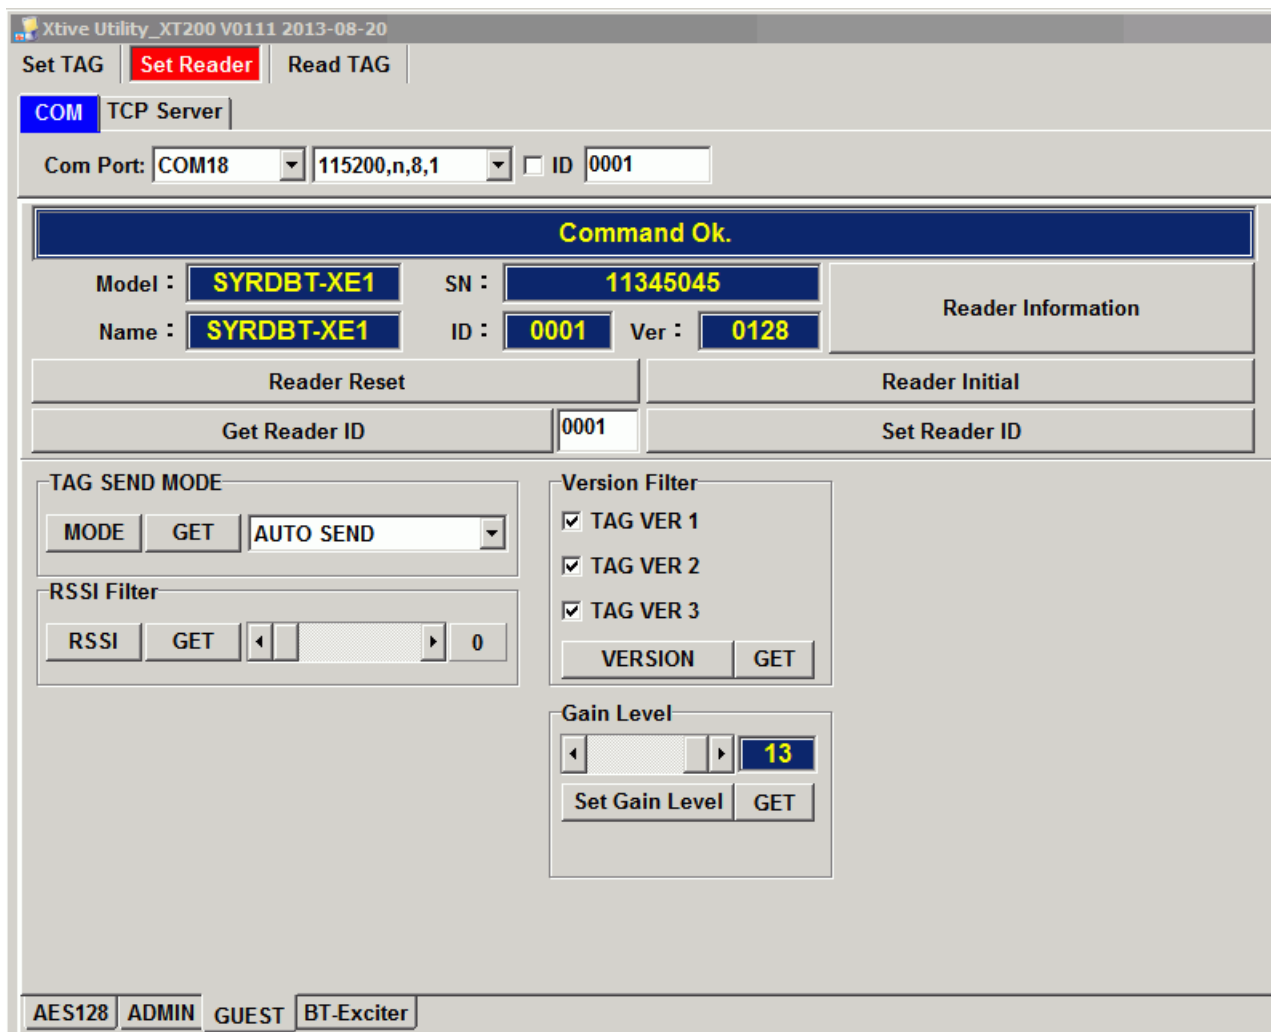 Xtive Utility_XT200 V0111 2013-08-20
Set TAG Set Reader Read TAG
COM TCP Server
Com Port: COM18 115200,n,8,1 ID 0001
Command Ok.
Model : SYRDBT-XE1 SN : 11345045
Reader Information
Name : SYRDBT-XE1 ID : 0001 Ver : 0128
Reader Reset Reader Initial
Get Reader ID 0001 Set Reader ID
TAG SEND MODE
MODE GET AUTO SEND
RSSI Filter
RSSI GET 0
Version Filter
TAG VER 1
TAG VER 2
TAG VER 3
VERSION GET
Gain Level
13
Set Gain Level GET
AES128 ADMIN GUEST BT-Exciter